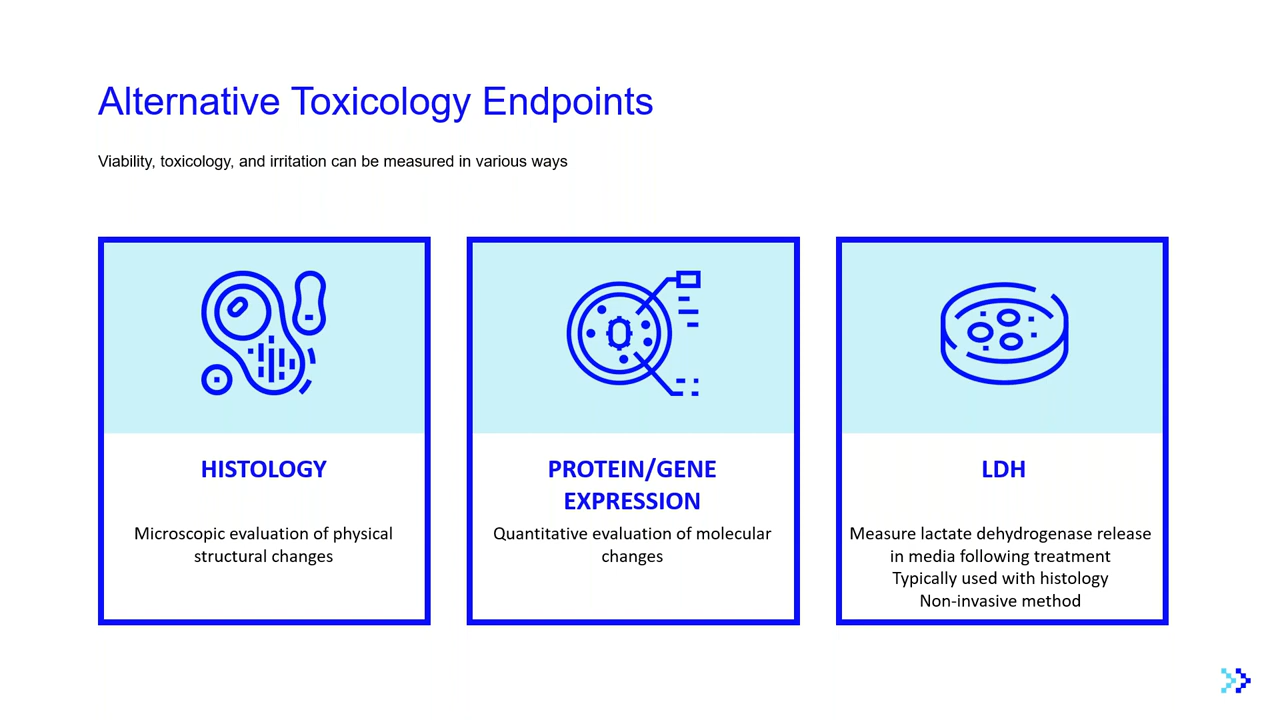 Alternative Toxicology Endpoints
Viability, toxicology, and irritation can be measured in various ways
HISTOLOGY
Microscopic evaluation of physical
structural changes
PROTEIN/GENE
EXPRESSION
Quantitative evaluation of molecular
changes
LDH
Measure lactate dehydrogenase release
in media following treatment
Typically used with histology
Non-invasive method